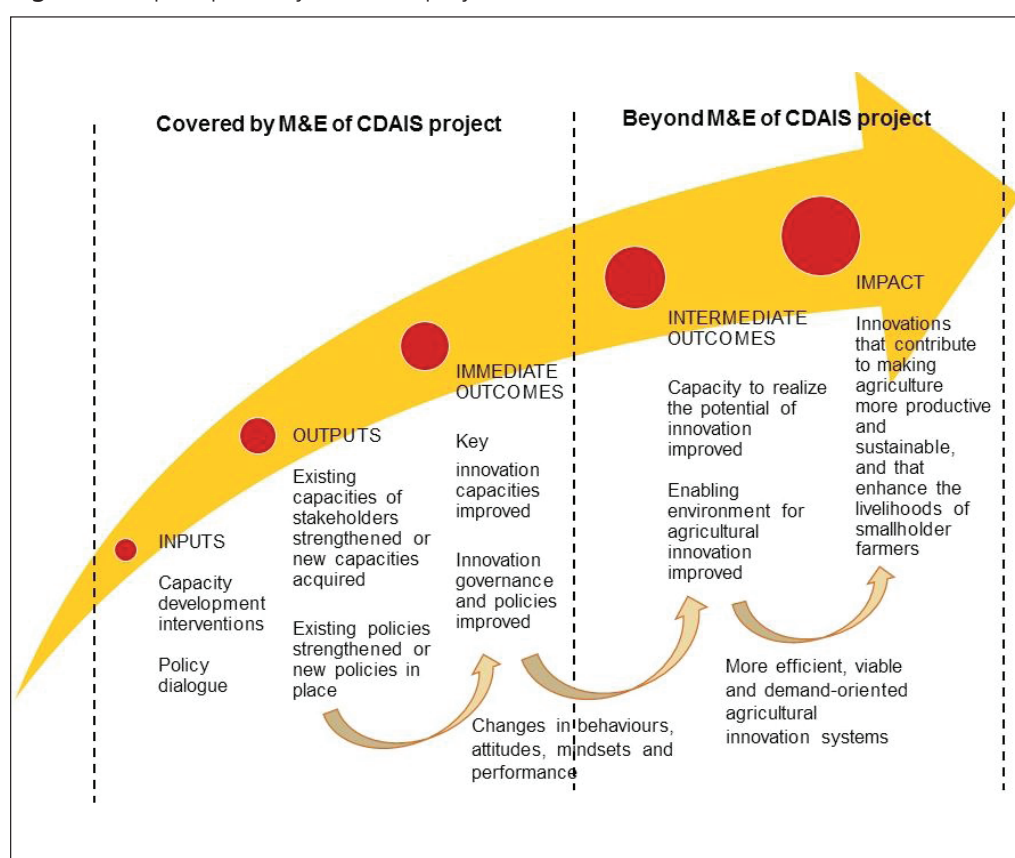 Covered by M&E of CDAIS project
Beyond M&E of CDAIS project
INPUTS
Capacity
development
interventions
Policy
dialogue
OUTPUTS
Existing
capacities of
stakeholders
strengthened or
new capacities
acquired
Existing policies
strengthened or
new policies in
place
IMMEDIATE
OUTCOMES
Key
innovation
capacities
improved
Innovation
governance
and policies
improved
Changes in behaviours,
attitudes, mindsets and
performance
INTERMEDIATE
OUTCOMES
Capacity to realize
the potential of
innovation
improved
Enabling
environment for
agricultural
innovation
improved
More efficient, viable
and demand-oriented
agricultural
innovation systems
IMPACT
Innovations
that contribute
to making
agriculture
more productive
and
sustainable,
and that
enhance the
livelihoods of
smallholder
farmers